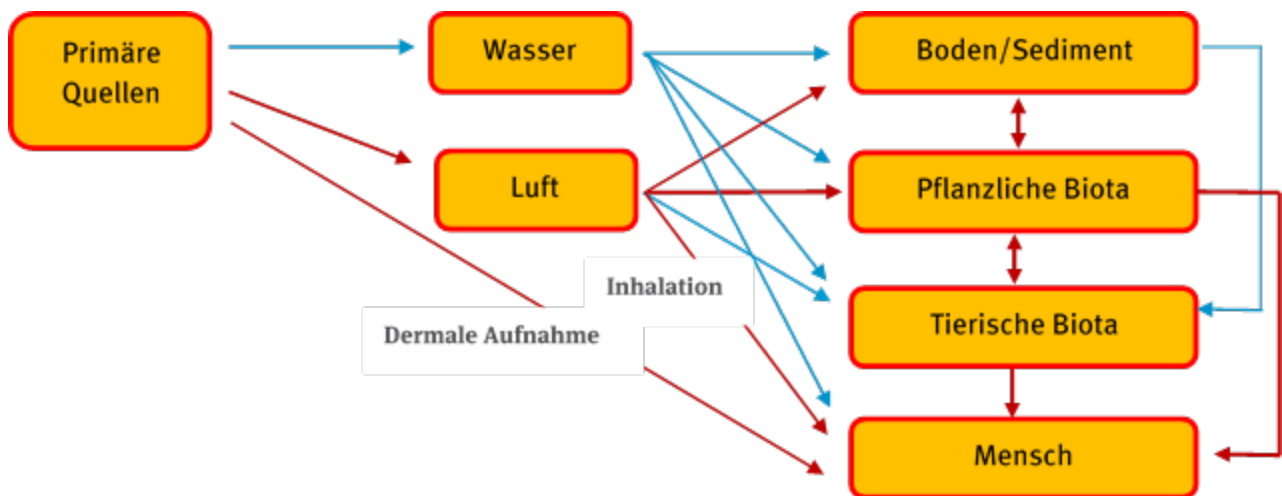 Primäre
Quellen
Wasser
Boden/Sediment
Luft
Pflanzliche Biota
Inhalation
Dermale Aufnahme
Tierische Biota
Mensch